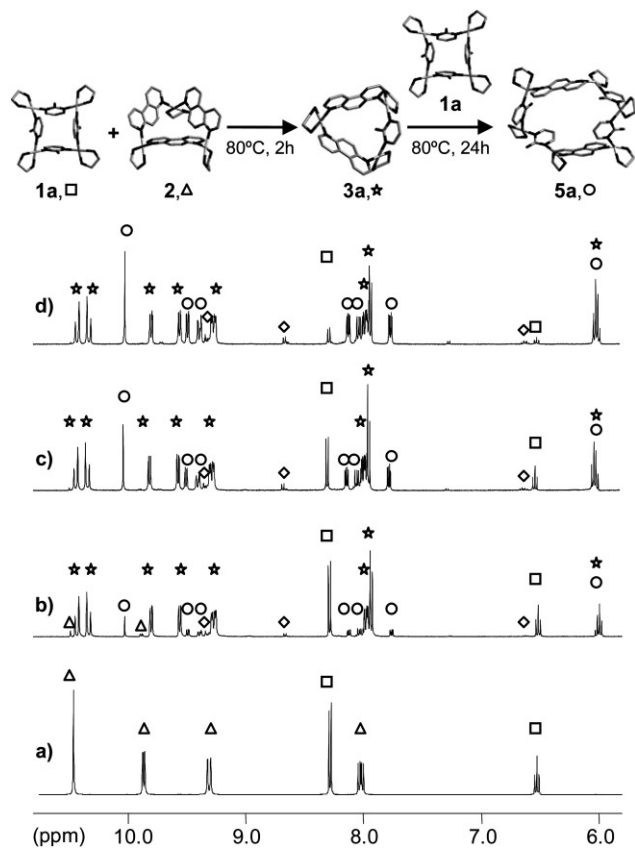 1a
+
80ºC, 2h
80ºC, 24h
1a,□ 2,△ 3a,★ 5a,○
d)
c)
b)
a)
(ppm) 10.0 9.0 8.0 7.0 6.0